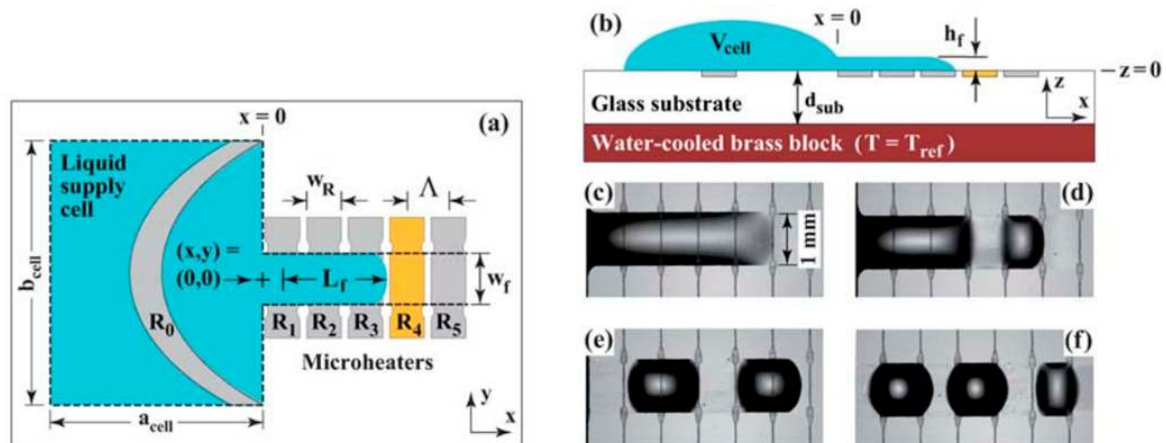 (a)
x = 0
Liquid
supply
cell
b_cell
R_0
(x,y) =
(0,0)
L_f
w_R
Λ
w_f
R_1 R_2 R_3 R_4 R_5
Microheaters
a_cell
y
x
(b)
x = 0
V_cell
h_f
z = 0
Glass substrate
d_sub
z
x
Water-cooled brass block (T = T_ref)
(c)
1 mm
(d)
(e)
(f)